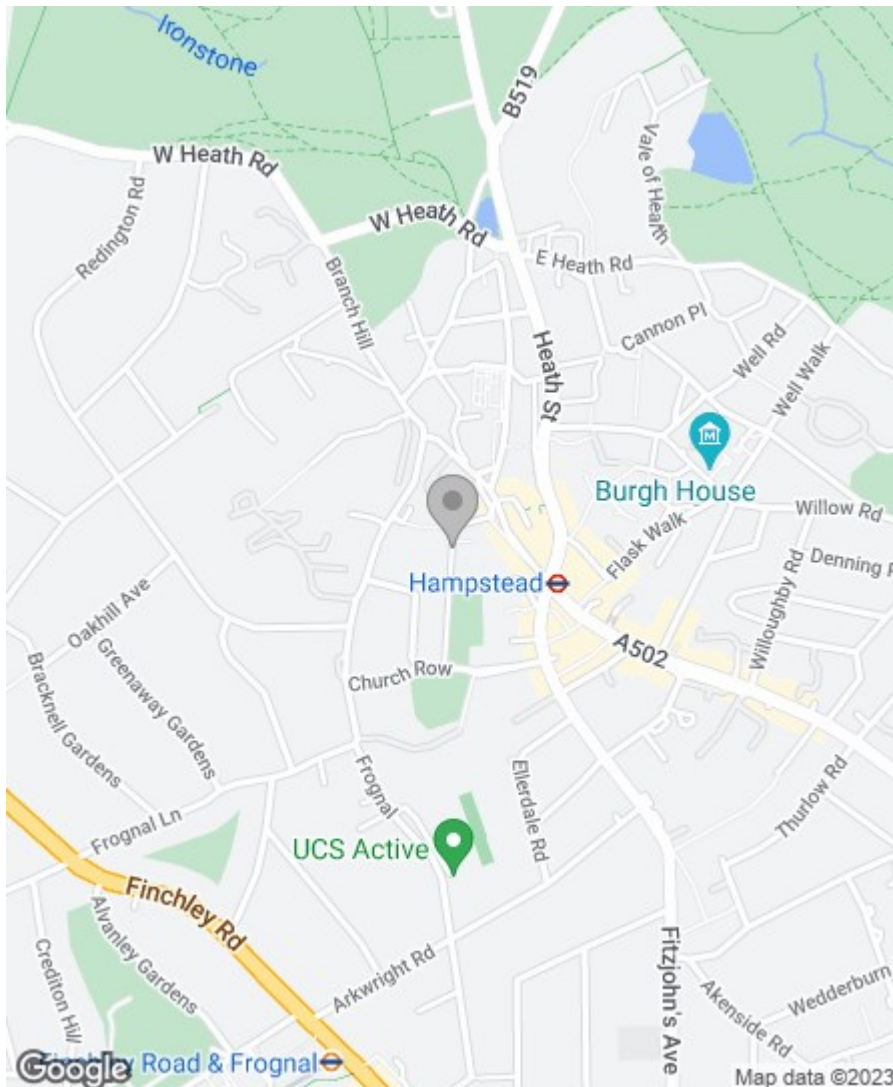 Ironstone
B519
W Heath Rd
Vale of Health
Redington Rd
W Heath Rd
E Heath Rd
Branch Hill
Cannon Pl
Heath St
Well Rd
Well Walk
M
Burgh House
Willow Rd
Flask Walk
Denning R
Hampstead
Oakhill Ave
Willoughby Rd
A502
Church Row
Greenaway Gardens
Bracknell Gardens
Frognal
Ellerdale Rd
Thurlow Rd
Frognal Ln
UCS Active
Finchley Rd
Alvanley Gardens
Crediton Hill
Arkwright Rd
Fitzjohn's Ave
Wedderburn
Akenside Rd
Google
Finchley Road & Frognal
Map data ©2023